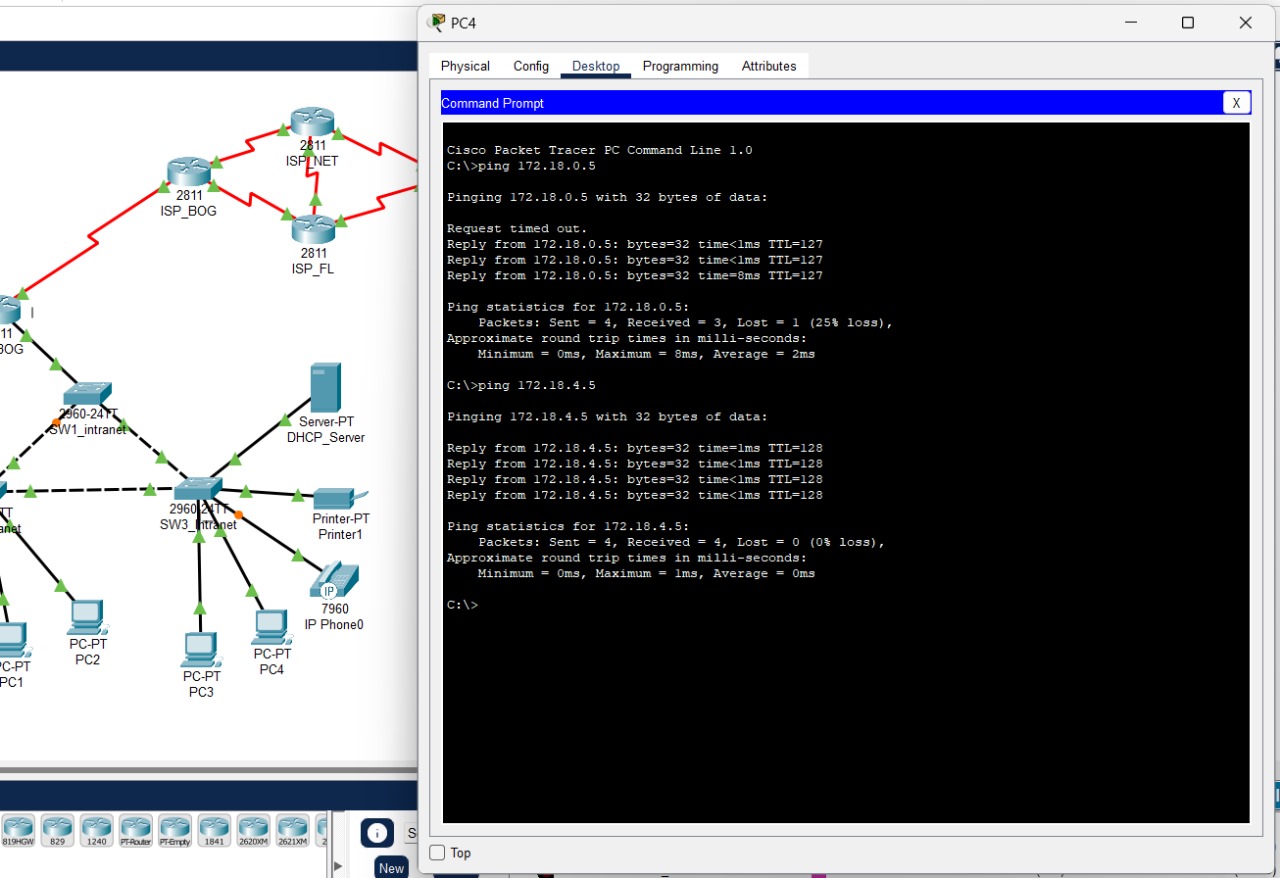 PC4
Physical
Config
Desktop
Programming
Attributes
Command Prompt
X
Cisco Packet Tracer PC Command Line 1.0
C:\>ping 172.18.0.5
Pinging 172.18.0.5 with 32 bytes of data:
Request timed out.
Reply from 172.18.0.5: bytes=32 time<1ms TTL=127
Reply from 172.18.0.5: bytes=32 time<1ms TTL=127
Reply from 172.18.0.5: bytes=32 time=8ms TTL=127
Ping statistics for 172.18.0.5:
Packets: Sent = 4, Received = 3, Lost = 1 (25% loss),
Approximate round trip times in milli-seconds:
Minimum = 0ms, Maximum = 8ms, Average = 2ms
C:\>ping 172.18.4.5
Pinging 172.18.4.5 with 32 bytes of data:
Reply from 172.18.4.5: bytes=32 time=1ms TTL=128
Reply from 172.18.4.5: bytes=32 time<1ms TTL=128
Reply from 172.18.4.5: bytes=32 time<1ms TTL=128
Reply from 172.18.4.5: bytes=32 time<1ms TTL=128
Ping statistics for 172.18.4.5:
Packets: Sent = 4, Received = 4, Lost = 0 (0% loss),
Approximate round trip times in milli-seconds:
Minimum = 0ms, Maximum = 1ms, Average = 0ms
C:\>
Top
2811
ISP_NET
2811
ISP_BOG
2811
ISP_FL
11
BOG
2960-24TT
SW1_intranet
Server-PT
DHCP_Server
2960-24TT
SW3_Intranet
Printer-PT
Printer1
TT
anet
IP
7960
IP Phone0
PC-PT
PC2
PC-PT
PC4
PC-PT
PC1
PC-PT
PC3
819HGW
829
1240
PT-Router
PT-Empty
1841
2620XM
2621XM
2
i
S
New